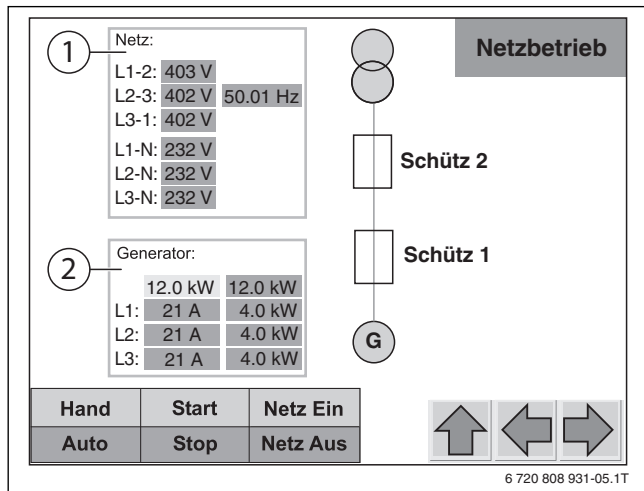 1
Netz:
L1-2: 403 V
L2-3: 402 V 50.01 Hz
L3-1: 402 V
L1-N: 232 V
L2-N: 232 V
L3-N: 232 V
Netzbetrieb
Schütz 2
Schütz 1
G
2
Generator:
12.0 kW 12.0 kW
L1: 21 A 4.0 kW
L2: 21 A 4.0 kW
L3: 21 A 4.0 kW
Hand Start Netz Ein
Auto Stop Netz Aus
6 720 808 931-05.1T